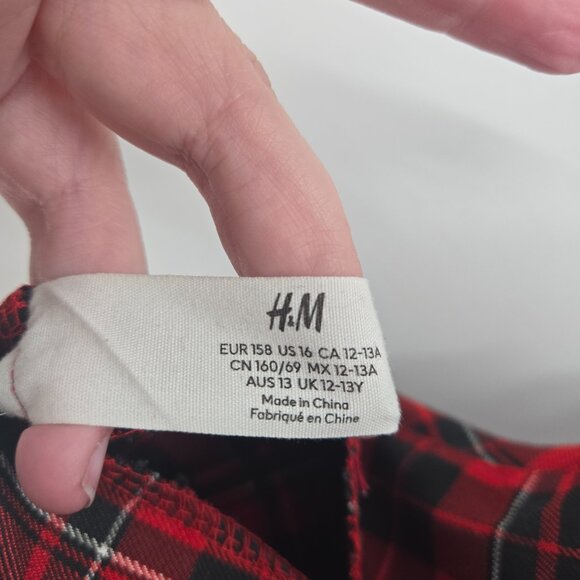 H&M
EUR 158 US 16 CA 12-13A
CN 160/69 MX 12-13A
AUS 13 UK 12-13Y
Made in China
Fabriqué en Chine